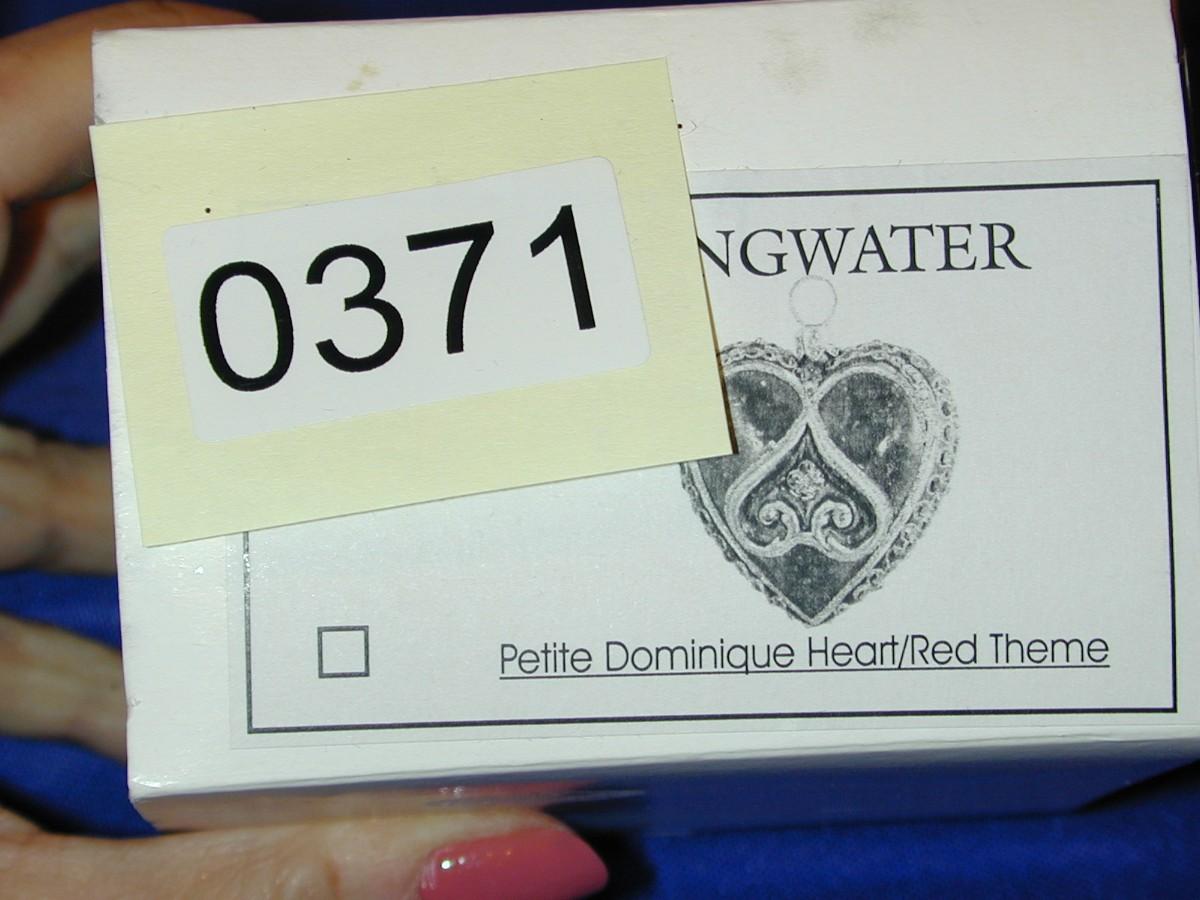 0371
NGWATER
Petite Dominique Heart/Red Theme